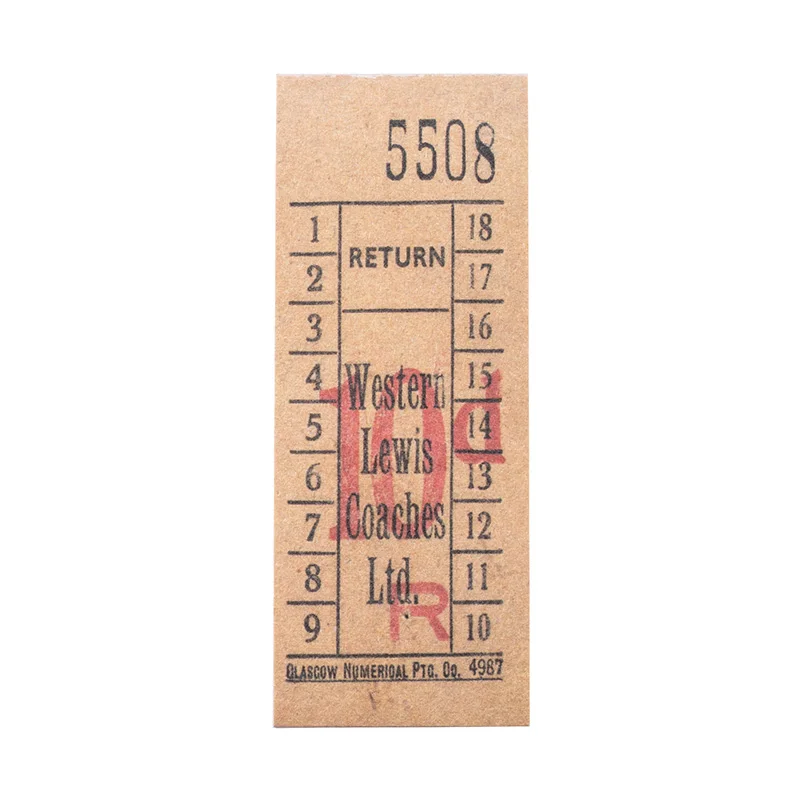 5508
1 RETURN 18
2 17
3 16
4 Western 15
10d
5 Lewis 14
6 13
7 Coaches 12
8 Ltd. 11
R
9 10
GLASGOW NUMERICAL PTG. CO. 4987